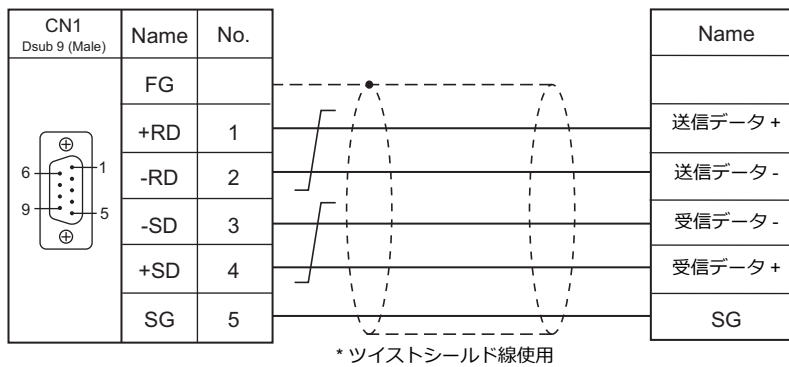 CN1
Dsub 9 (Male)
Name
No.
Name
FG
+RD
1
送信データ +
-RD
2
送信データ -
-SD
3
受信データ -
+SD
4
受信データ +
SG
5
SG
6
1
9
5
* ツイストシールド線使用